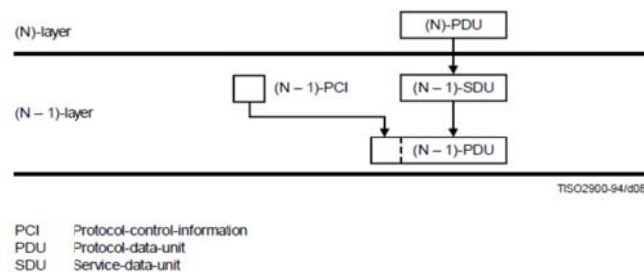 (N)-layer
(N)-PDU
(N – 1)-PCI
(N – 1)-SDU
(N – 1)-layer
(N – 1)-PDU
TISO2900-94/d08
PCI Protocol-control-information
PDU Protocol-data-unit
SDU Service-data-unit